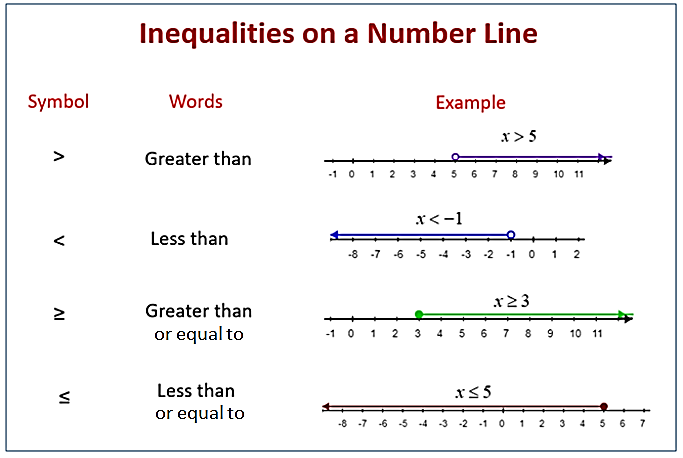 Inequalities on a Number Line
Symbol Words Example
> Greater than x > 5
-1 0 1 2 3 4 5 6 7 8 9 10 11
< Less than x < −1
-8 -7 -6 -5 -4 -3 -2 -1 0 1 2
≥ Greater than
or equal to
x ≥ 3
-1 0 1 2 3 4 5 6 7 8 9 10 11
≤ Less than
or equal to
x ≤ 5
-8 -7 -6 -5 -4 -3 -2 -1 0 1 2 3 4 5 6 7